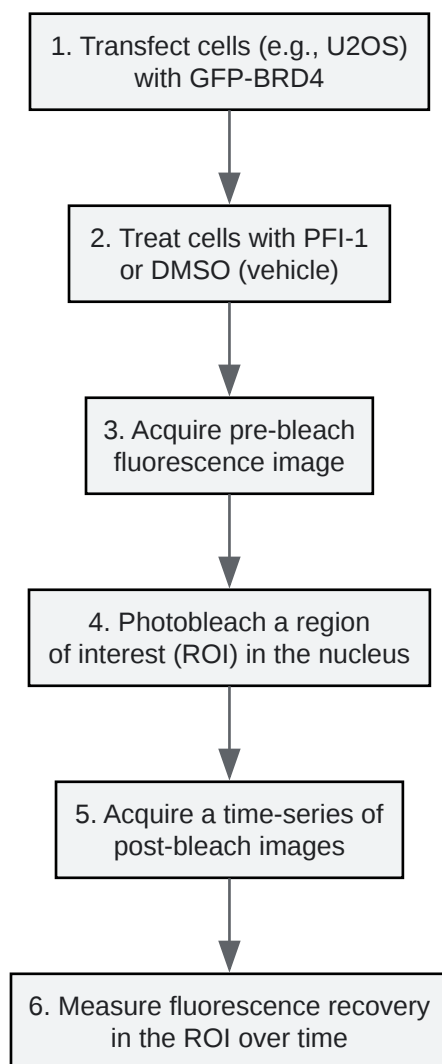 1. Transfect cells (e.g., U2OS)
with GFP-BRD4
2. Treat cells with PFI-1
or DMSO (vehicle)
3. Acquire pre-bleach
fluorescence image
4. Photobleach a region
of interest (ROI) in the nucleus
5. Acquire a time-series of
post-bleach images
6. Measure fluorescence recovery
in the ROI over time